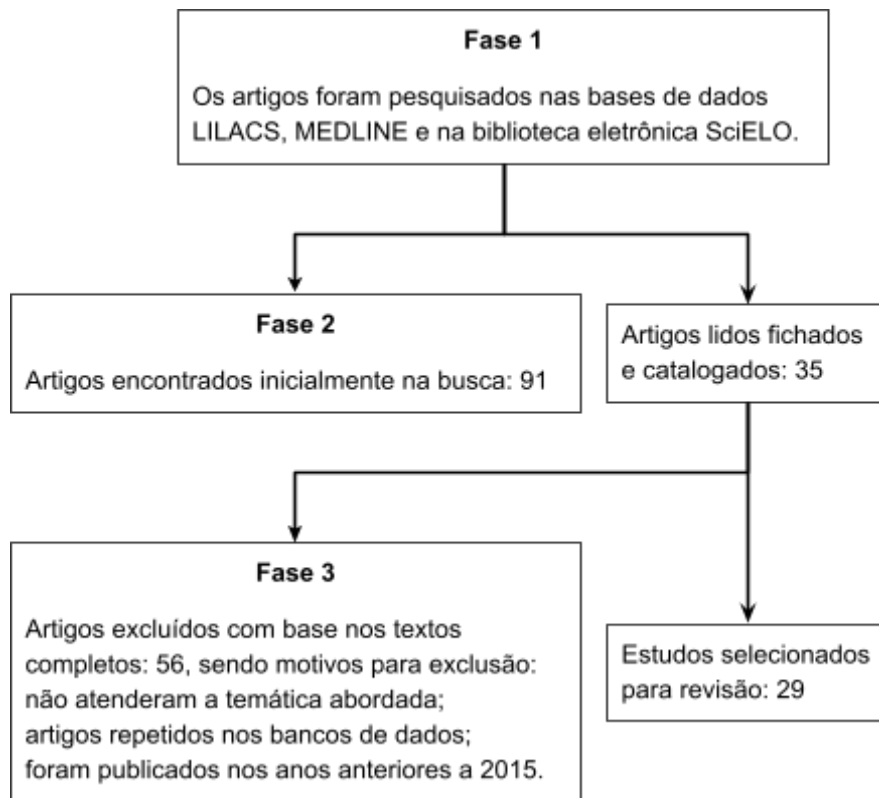 Fase 1
Os artigos foram pesquisados nas bases de dados
LILACS, MEDLINE e na biblioteca eletrônica SciELO.
Fase 2
Artigos encontrados inicialmente na busca: 91
Artigos lidos fichados
e catalogados: 35
Fase 3
Artigos excluídos com base nos textos
completos: 56, sendo motivos para exclusão:
não atenderam a temática abordada;
artigos repetidos nos bancos de dados;
foram publicados nos anos anteriores a 2015.
Estudos selecionados
para revisão: 29